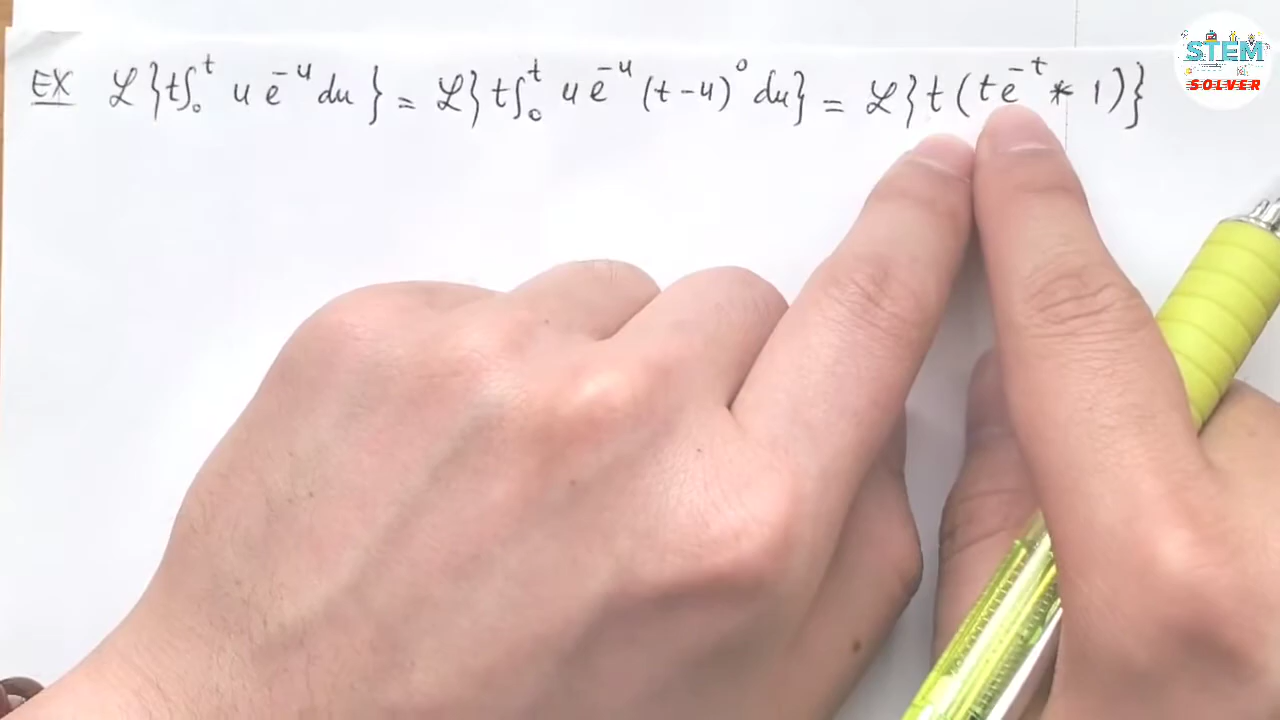 EX ℒ{t∫₀ᵗ u e⁻ᵘ du} = ℒ{t∫₀ᵗ u e⁻ᵘ (t-u)⁰ du} = ℒ{t(te⁻ᵗ * 1)}
STEM
SOLVER